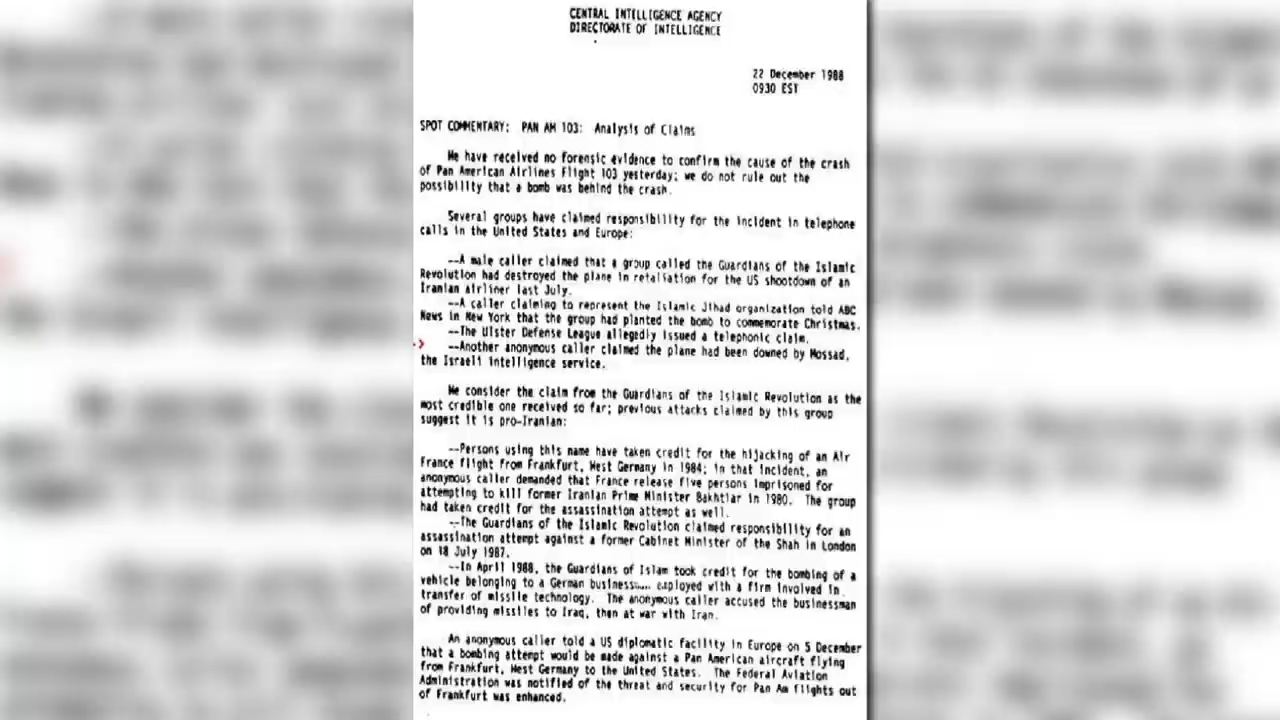 CENTRAL INTELLIGENCE AGENCY
DIRECTORATE OF INTELLIGENCE
22 December 1988
0930 EST
SPOT COMMENTARY: PAN AM 103: Analysis of Claims
We have received no forensic evidence to confirm the cause of the crash
of Pan American Airlines Flight 103 yesterday; we do not rule out the
possibility that a bomb was behind the crash.
Several groups have claimed responsibility for the incident in telephone
calls in the United States and Europe:
--A male caller claimed that a group called the Guardians of the Islamic
Revolution had destroyed the plane in retaliation for the US shootdown of an
Iranian airliner last July.
--A caller claiming to represent the Islamic Jihad organization told ABC
News in New York that the group had planted the bomb to commemorate Christmas.
--The Ulster Defense League allegedly issued a telephonic claim.
--Another anonymous caller claimed the plane had been downed by Mossad,
the Israeli intelligence service.
We consider the claim from the Guardians of the Islamic Revolution as the
most credible one received so far; previous attacks claimed by this group
suggest it is pro-Iranian:
--Persons using this name have taken credit for the hijacking of an Air
France flight from Frankfurt, West Germany in 1984; in that incident, an
anonymous caller demanded that France release five persons imprisoned for
attempting to kill former Iranian Prime Minister Bakhtiar in 1980. The group
had taken credit for the assassination attempt as well.
--The Guardians of the Islamic Revolution claimed responsibility for an
assassination attempt against a former Cabinet Minister of the Shah in London
on 18 July 1987.
--In April 1988, the Guardians of Islam took credit for the bombing of a
vehicle belonging to a German employed with a firm involved in
transfer of missile technology. The anonymous caller accused the businessman
of providing missiles to Iraq, then at war with Iran.
An anonymous caller told a US diplomatic facility in Europe on 5 December
that a bombing attempt would be made against a Pan American aircraft flying
from Frankfurt, West Germany to the United States. The Federal Aviation
Administration was notified of the threat and security for Pan Am flights out
of Frankfurt was enhanced.